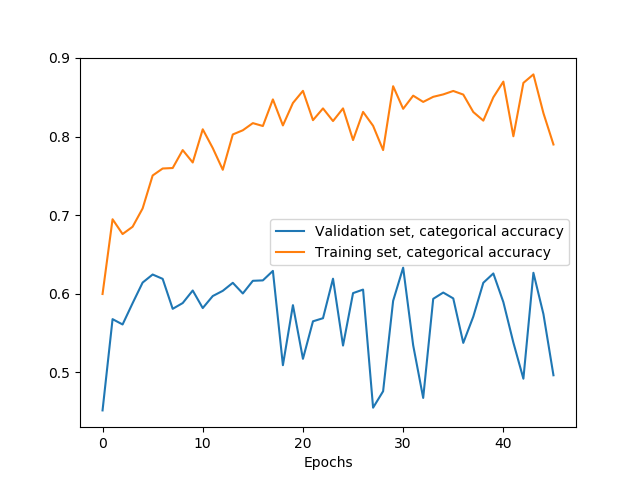 0.9
0.8
0.7
0.6
0.5
Validation set, categorical accuracy
Training set, categorical accuracy
0 10 20 30 40
Epochs